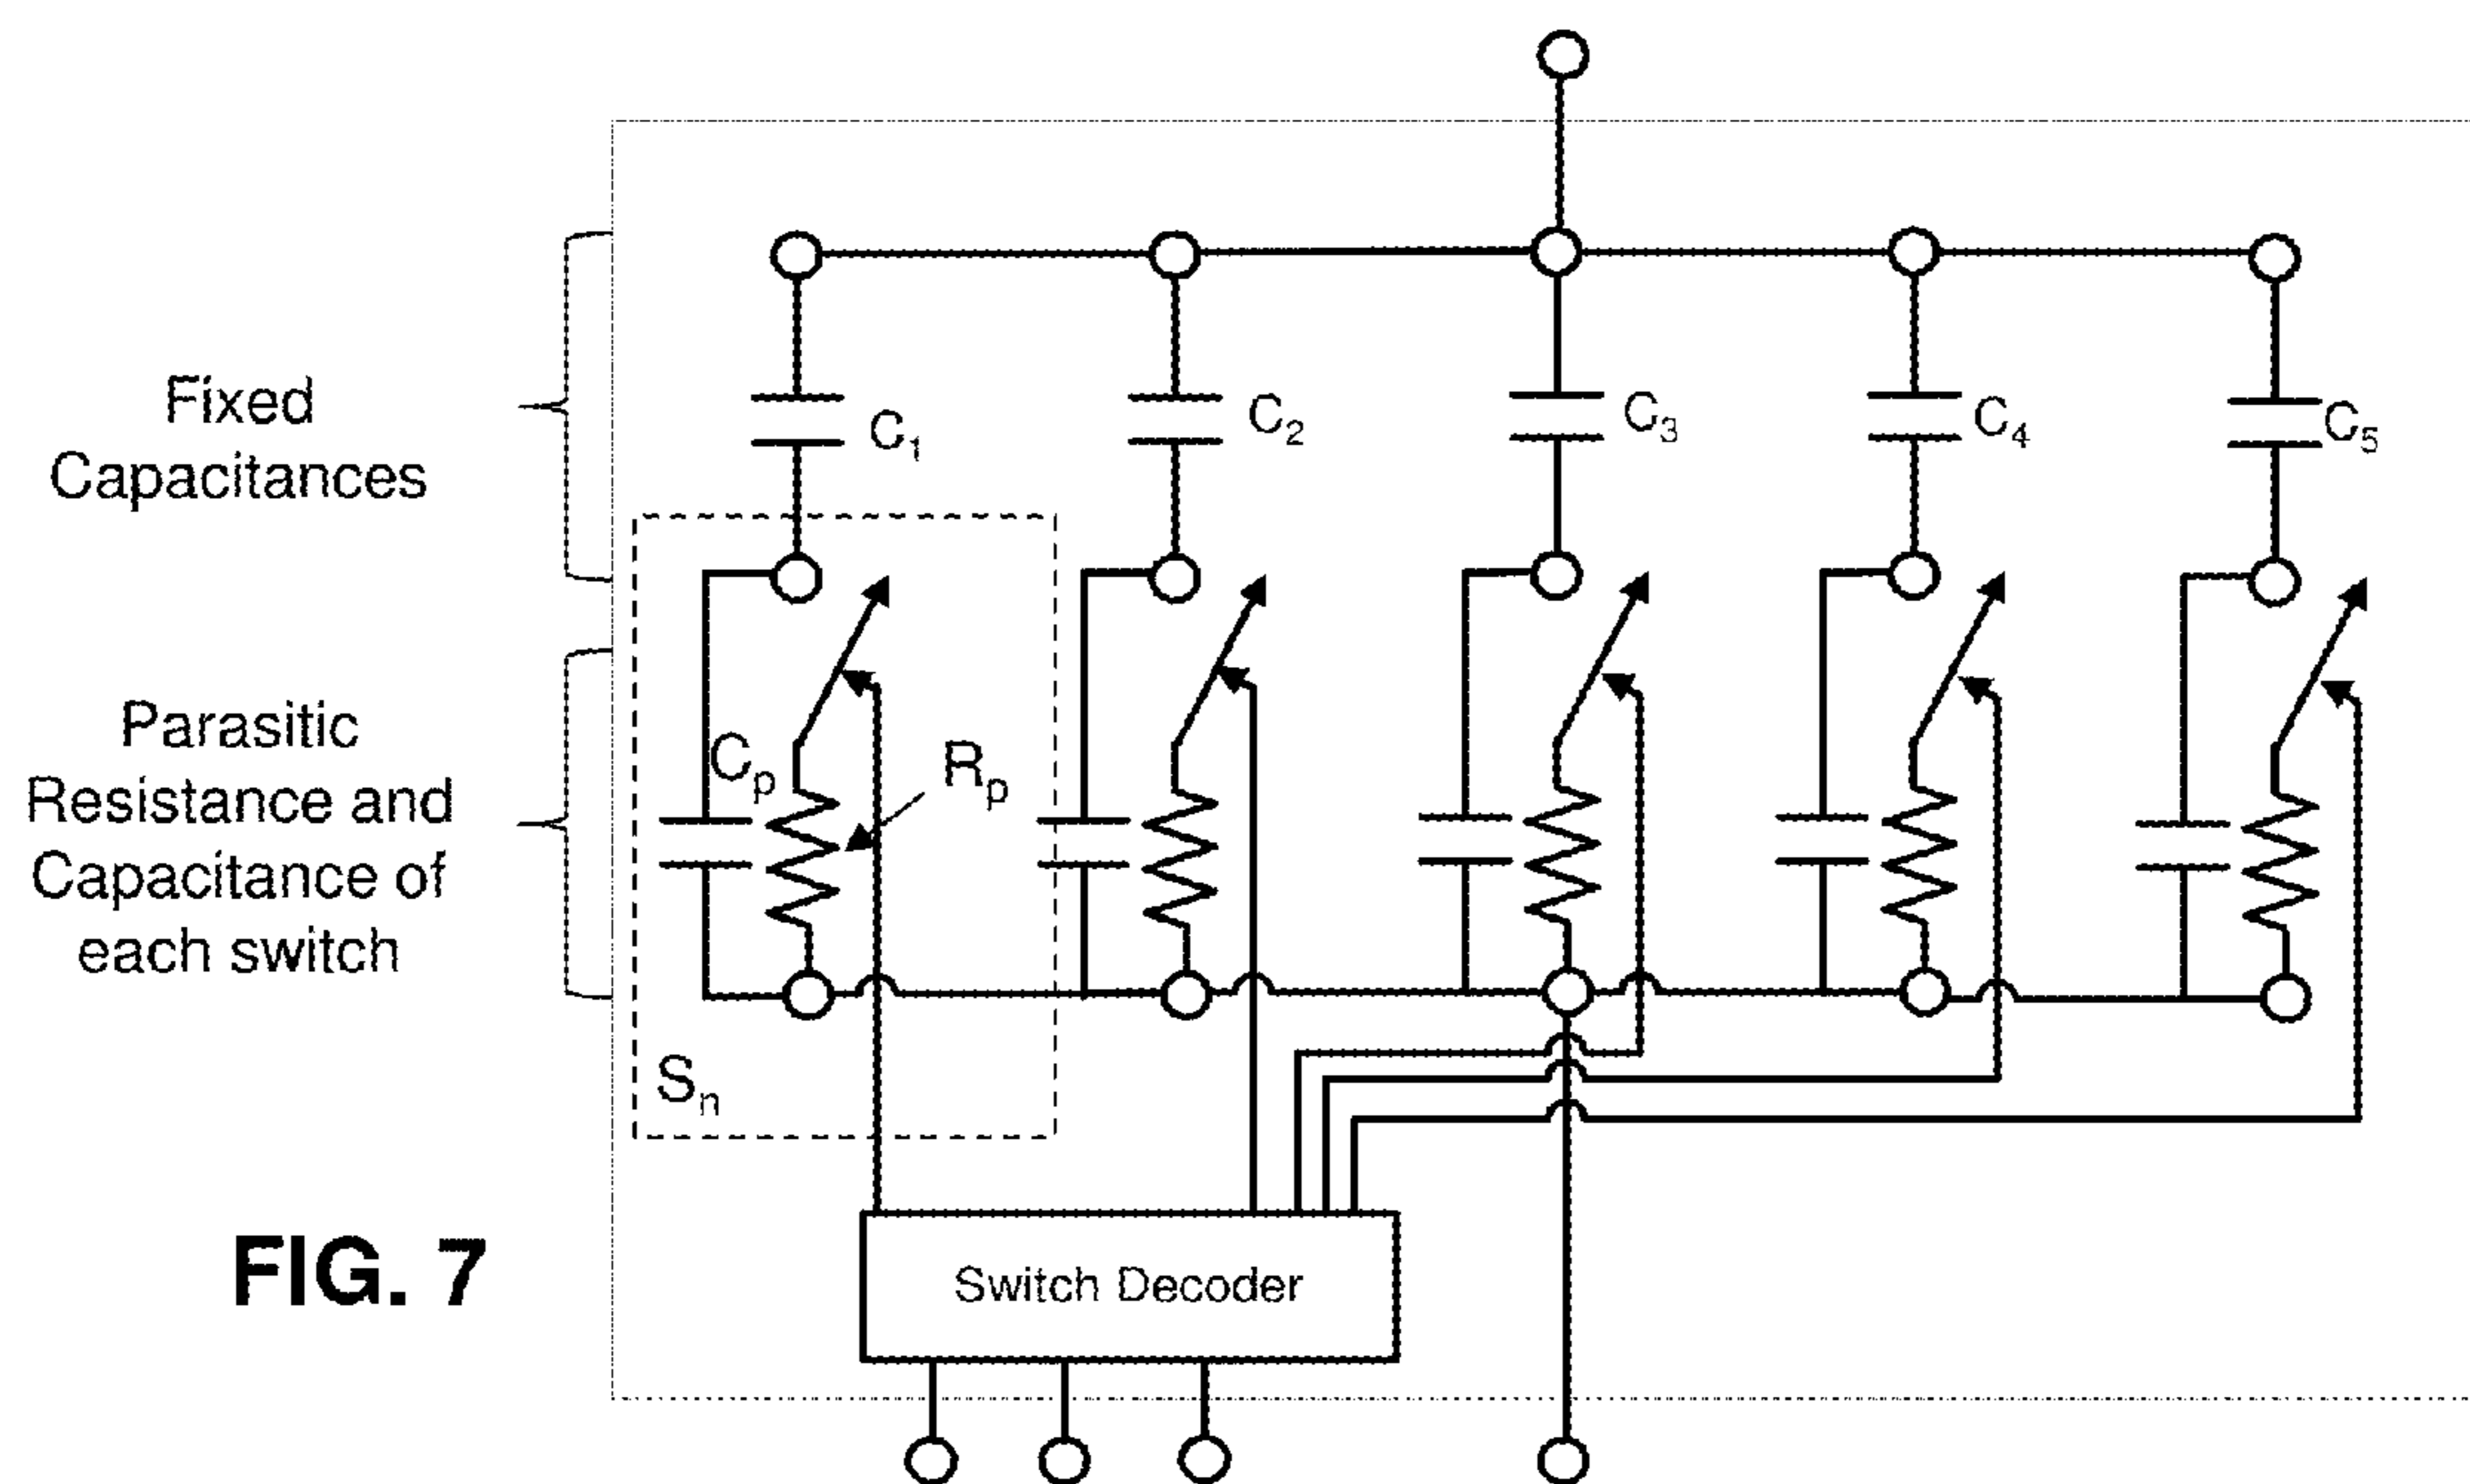 Fixed
Capacitances
C₁
C₂
C₃
C₄
C₅
Parasitic
Resistance and
Capacitance of
each switch
Cₚ
Rₚ
Sₙ
Switch Decoder
FIG. 7